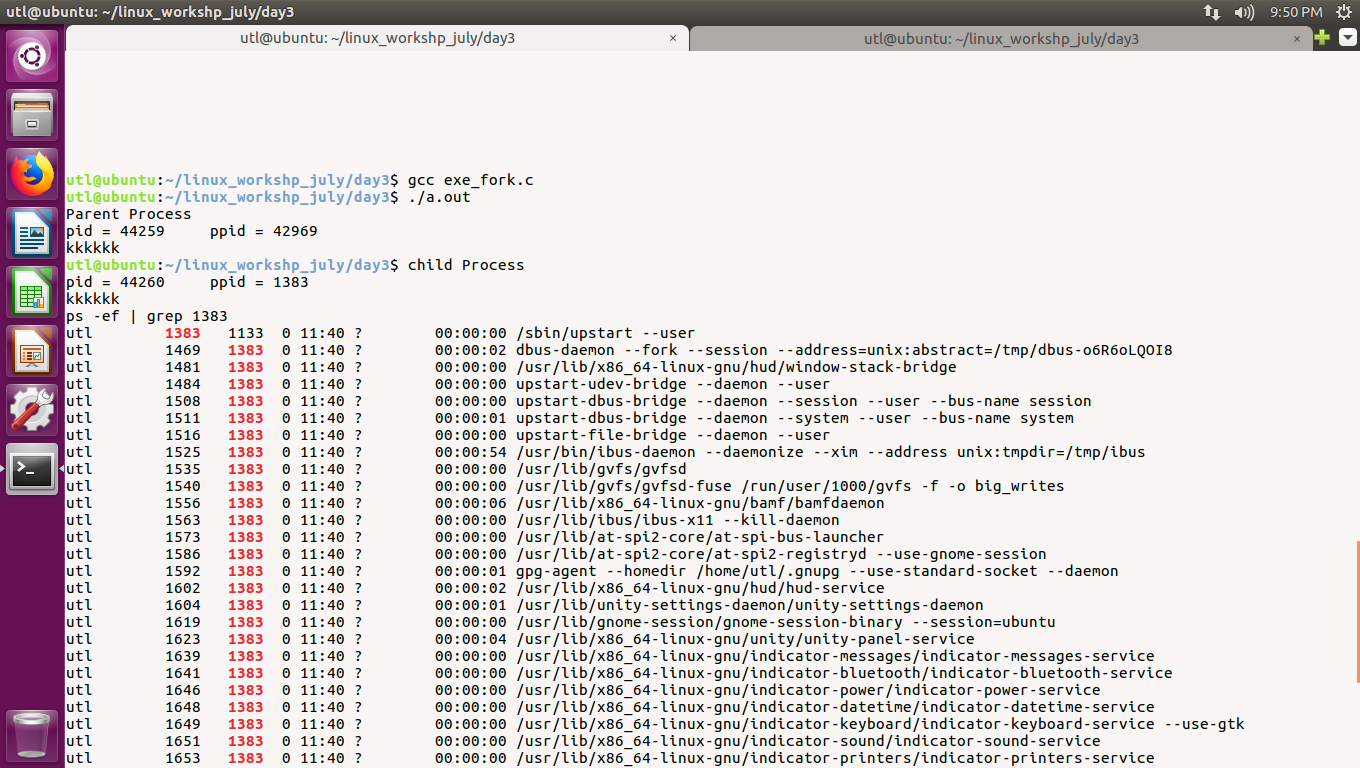 utl@ubuntu: ~/linux_workshp_july/day3 9:50 PM
utl@ubuntu: ~/linux_workshp_july/day3 × utl@ubuntu: ~/linux_workshp_july/day3 ×
utl@ubuntu:~/linux_workshp_july/day3$ gcc exe_fork.c
utl@ubuntu:~/linux_workshp_july/day3$ ./a.out
Parent Process
pid = 44259     ppid = 42969
kkkkkk
utl@ubuntu:~/linux_workshp_july/day3$ child Process
pid = 44260     ppid = 1383
kkkkkk
ps -ef | grep 1383
utl        1383   1133  0 11:40 ?        00:00:00 /sbin/upstart --user
utl        1469   1383  0 11:40 ?        00:00:02 dbus-daemon --fork --session --address=unix:abstract=/tmp/dbus-o6R6oLQOI8
utl        1481   1383  0 11:40 ?        00:00:00 /usr/lib/x86_64-linux-gnu/hud/window-stack-bridge
utl        1484   1383  0 11:40 ?        00:00:00 upstart-udev-bridge --daemon --user
utl        1508   1383  0 11:40 ?        00:00:00 upstart-dbus-bridge --daemon --session --user --bus-name session
utl        1511   1383  0 11:40 ?        00:00:01 upstart-dbus-bridge --daemon --system --user --bus-name system
utl        1516   1383  0 11:40 ?        00:00:00 upstart-file-bridge --daemon --user
utl        1525   1383  0 11:40 ?        00:00:54 /usr/bin/ibus-daemon --daemonize --xim --address unix:tmpdir=/tmp/ibus
utl        1535   1383  0 11:40 ?        00:00:00 /usr/lib/gvfs/gvfsd
utl        1540   1383  0 11:40 ?        00:00:00 /usr/lib/gvfs/gvfsd-fuse /run/user/1000/gvfs -f -o big_writes
utl        1556   1383  0 11:40 ?        00:00:06 /usr/lib/x86_64-linux-gnu/bamf/bamfdaemon
utl        1563   1383  0 11:40 ?        00:00:00 /usr/lib/ibus/ibus-x11 --kill-daemon
utl        1573   1383  0 11:40 ?        00:00:00 /usr/lib/at-spi2-core/at-spi-bus-launcher
utl        1586   1383  0 11:40 ?        00:00:00 /usr/lib/at-spi2-core/at-spi2-registryd --use-gnome-session
utl        1592   1383  0 11:40 ?        00:00:01 gpg-agent --homedir /home/utl/.gnupg --use-standard-socket --daemon
utl        1602   1383  0 11:40 ?        00:00:02 /usr/lib/x86_64-linux-gnu/hud/hud-service
utl        1604   1383  0 11:40 ?        00:00:01 /usr/lib/unity-settings-daemon/unity-settings-daemon
utl        1619   1383  0 11:40 ?        00:00:00 /usr/lib/gnome-session/gnome-session-binary --session=ubuntu
utl        1623   1383  0 11:40 ?        00:00:04 /usr/lib/x86_64-linux-gnu/unity/unity-panel-service
utl        1639   1383  0 11:40 ?        00:00:00 /usr/lib/x86_64-linux-gnu/indicator-messages/indicator-messages-service
utl        1641   1383  0 11:40 ?        00:00:00 /usr/lib/x86_64-linux-gnu/indicator-bluetooth/indicator-bluetooth-service
utl        1646   1383  0 11:40 ?        00:00:00 /usr/lib/x86_64-linux-gnu/indicator-power/indicator-power-service
utl        1648   1383  0 11:40 ?        00:00:00 /usr/lib/x86_64-linux-gnu/indicator-datetime/indicator-datetime-service
utl        1649   1383  0 11:40 ?        00:00:00 /usr/lib/x86_64-linux-gnu/indicator-keyboard/indicator-keyboard-service --use-gtk
utl        1651   1383  0 11:40 ?        00:00:00 /usr/lib/x86_64-linux-gnu/indicator-sound/indicator-sound-service
utl        1653   1383  0 11:40 ?        00:00:00 /usr/lib/x86_64-linux-gnu/indicator-printers/indicator-printers-service